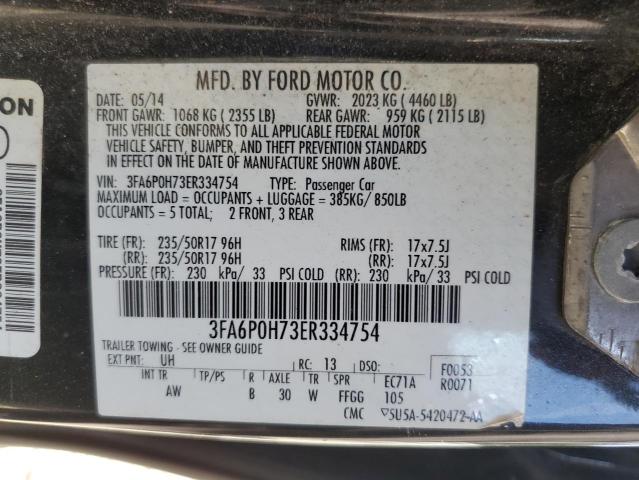 MFD. BY FORD MOTOR CO.
DATE: 05/14 GVWR: 2023 KG ( 4460 LB)
FRONT GAWR: 1068 KG ( 2355 LB) REAR GAWR: 959 KG ( 2115 LB)
THIS VEHICLE CONFORMS TO ALL APPLICABLE FEDERAL MOTOR
VEHICLE SAFETY, BUMPER, AND THEFT PREVENTION STANDARDS
IN EFFECT ON THE DATE OF MANUFACTURE SHOWN ABOVE.
VIN: 3FA6P0H73ER334754 TYPE: Passenger Car
MAXIMUM LOAD = OCCUPANTS + LUGGAGE = 385KG/ 850LB
OCCUPANTS = 5 TOTAL; 2 FRONT, 3 REAR
TIRE (FR): 235/50R17 96H RIMS (FR): 17x7.5J
(RR): 235/50R17 96H (RR): 17x7.5J
PRESSURE (FR): 230 kPa/ 33 PSI COLD (RR): 230 kPa/ 33 PSI COLD
3FA6P0H73ER334754
TRAILER TOWING - SEE OWNER GUIDE
EXT PNT: UH RC: 13 DSO: F0053
INT TR TP/PS R AXLE TR SPR EC71A R0071
AW B 30 W FFGG 105
CMC 5U5A-5420472-AA
ON